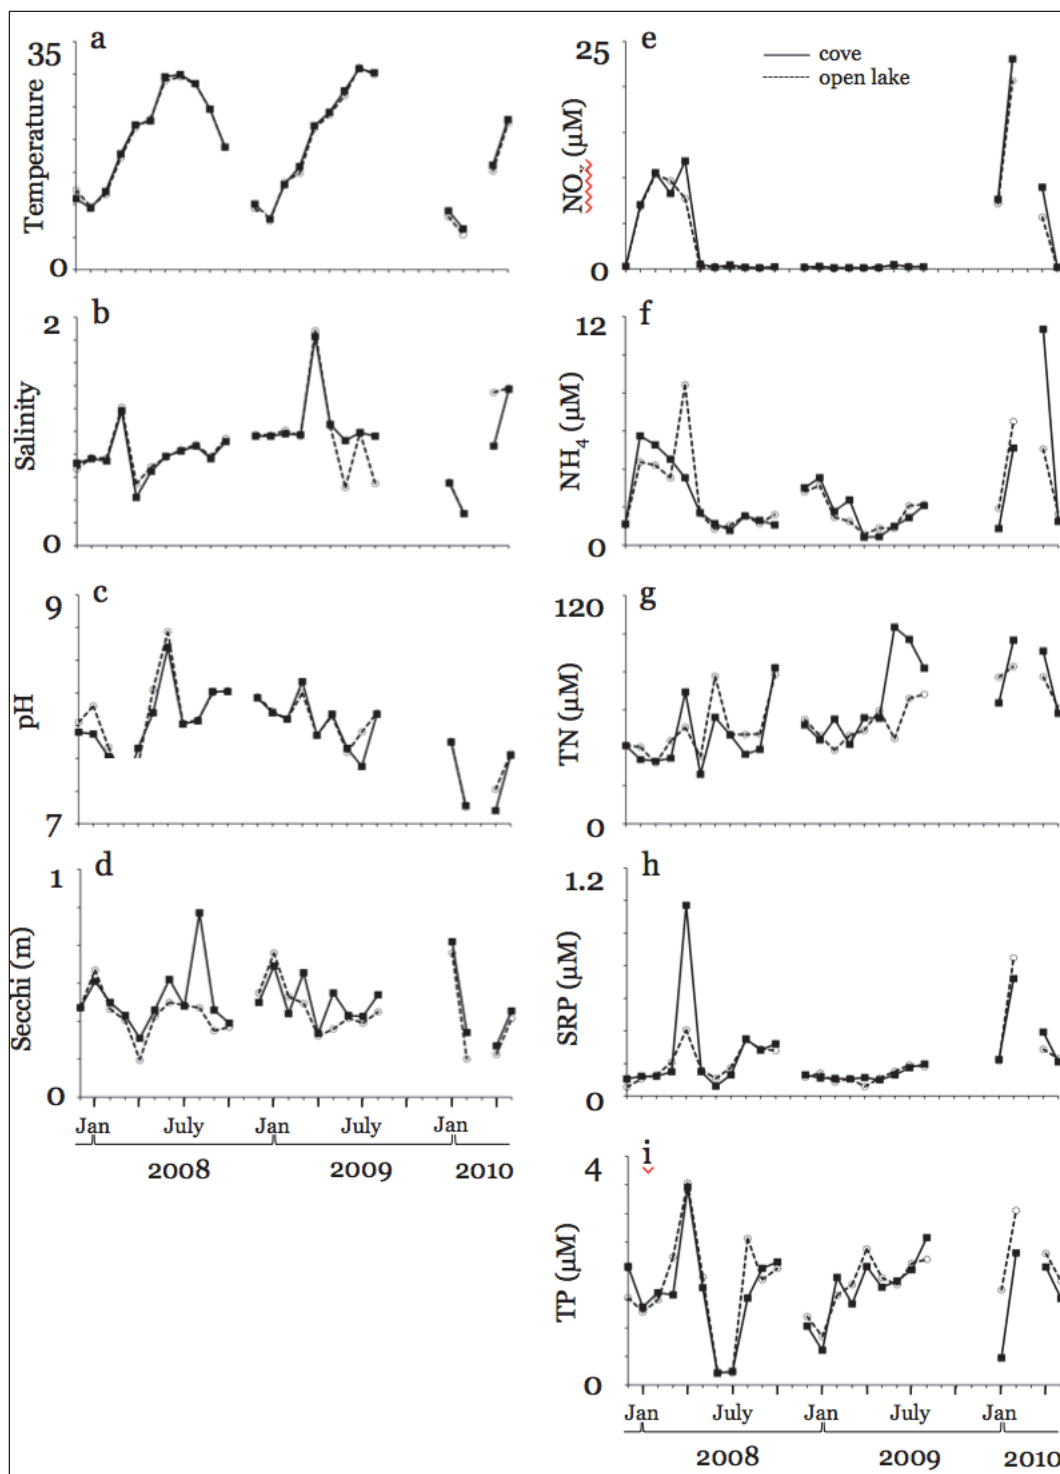 a
35
Temperature
0
b
2
Salinity
0
c
9
pH
7
d
1
Secchi (m)
0
Jan
July
Jan
July
Jan
2008
2009
2010
e
25
cove
open lake
NOx (µM)
0
f
12
NH4 (µM)
0
g
120
TN (µM)
0
h
1.2
SRP (µM)
0
i
4
TP (µM)
0
Jan
July
Jan
July
Jan
2008
2009
2010